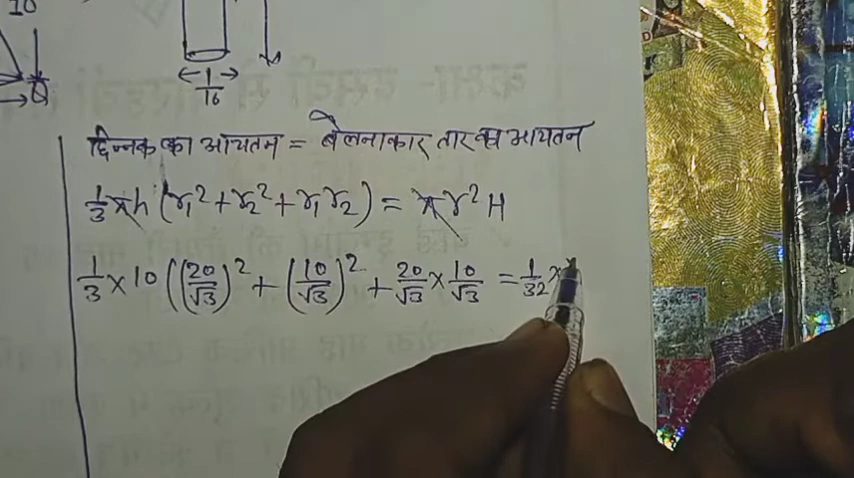 10
1/16
छिन्नक का आयतन = बेलनाकार तार का आयतन
1/3 πh (r₁² + r₂² + r₁r₂) = πr²H
1/3 × 10 ((20/√3)² + (10/√3)² + 20/√3 × 10/√3 = 1/32 ×